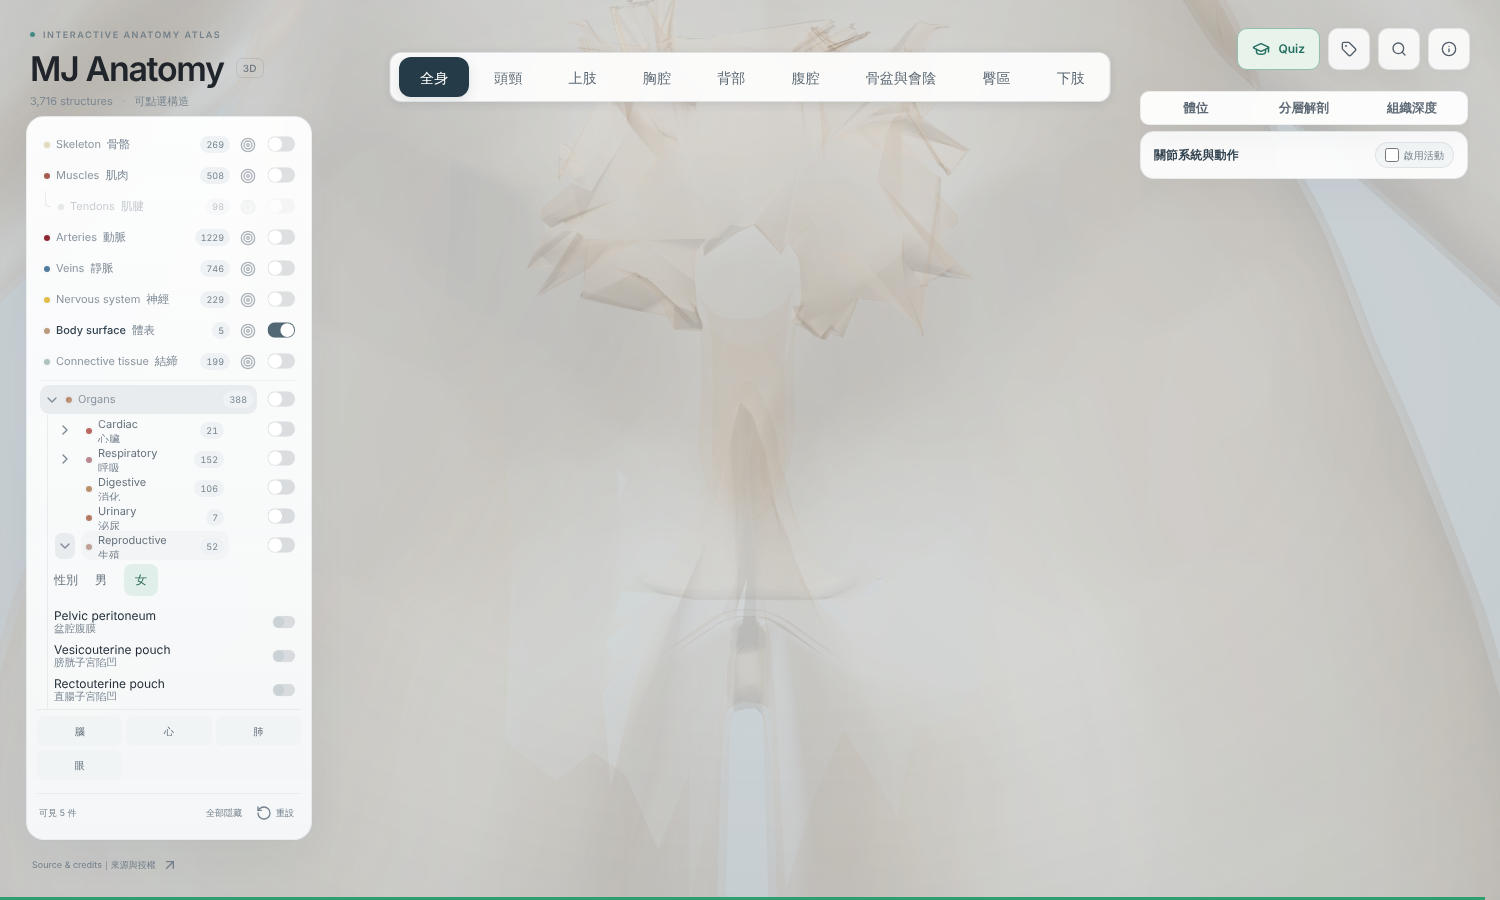 INTERACTIVE ANATOMY ATLAS
MJ Anatomy 3D
3,716 structures · 可點選構造
全身 頭頸 上肢 胸腔 背部 腹腔 骨盆與會陰 臀區 下肢
Quiz
體位 分層解剖 組織深度
關節系統與動作 啟用活動
Skeleton 骨骼 269
Muscles 肌肉 508
Tendons 肌腱 98
Arteries 動脈 1229
Veins 靜脈 746
Nervous system 神經 229
Body surface 體表 5
Connective tissue 結締 199
Organs 388
Cardiac 21
心臟
Respiratory 152
呼吸
Digestive 106
消化
Urinary 7
泌尿
Reproductive 52
生殖
性別 男 女
Pelvic peritoneum
盆腔腹膜
Vesicouterine pouch
膀胱子宮陷凹
Rectouterine pouch
直腸子宮陷凹
腦 心 肺
眼
可見 5 件 全部隱藏 重設
Source & credits | 來源與授權